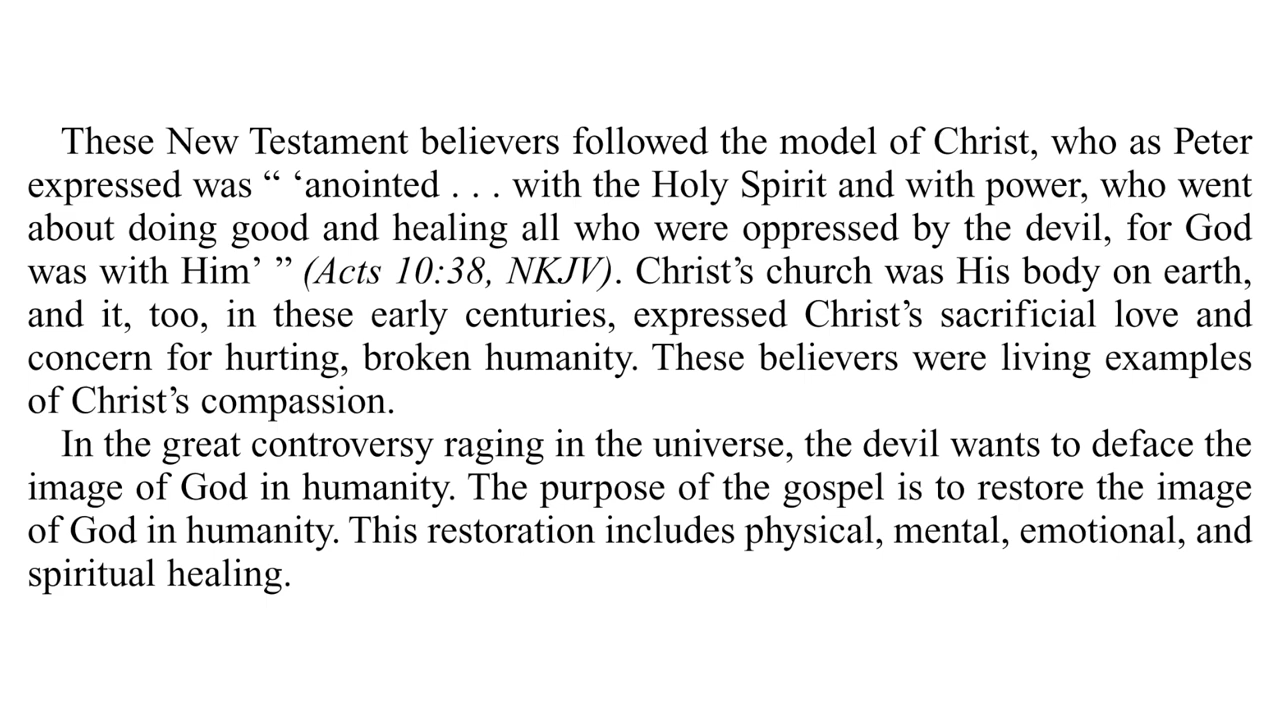 These New Testament believers followed the model of Christ, who as Peter
expressed was “ ‘anointed . . . with the Holy Spirit and with power, who went
about doing good and healing all who were oppressed by the devil, for God
was with Him’ ” (Acts 10:38, NKJV). Christ’s church was His body on earth,
and it, too, in these early centuries, expressed Christ’s sacrificial love and
concern for hurting, broken humanity. These believers were living examples
of Christ’s compassion.
In the great controversy raging in the universe, the devil wants to deface the
image of God in humanity. The purpose of the gospel is to restore the image
of God in humanity. This restoration includes physical, mental, emotional, and
spiritual healing.